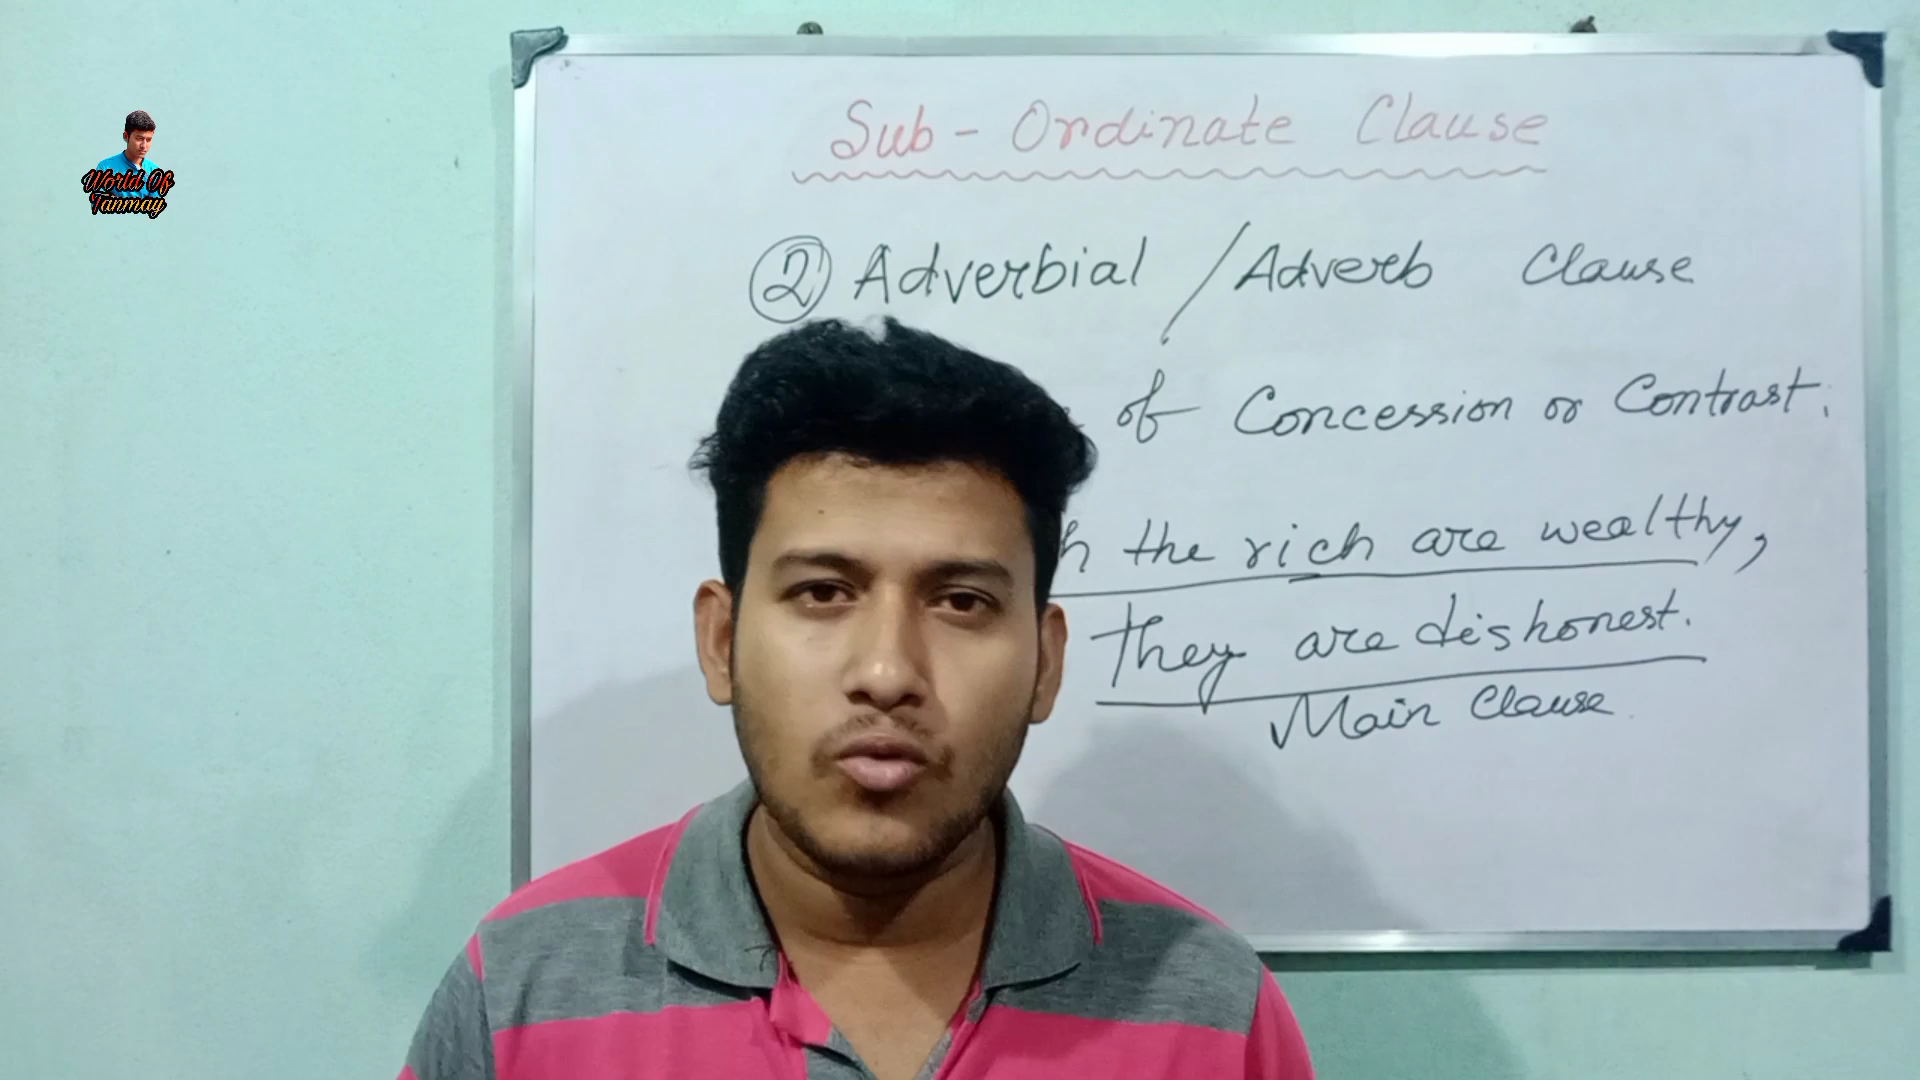 World Of
Tanmay
Sub - Ordinate Clause
② Adverbial / Adverb Clause
of Concession or Contrast.
the rich are wealthy,
They are dishonest.
Main Clause